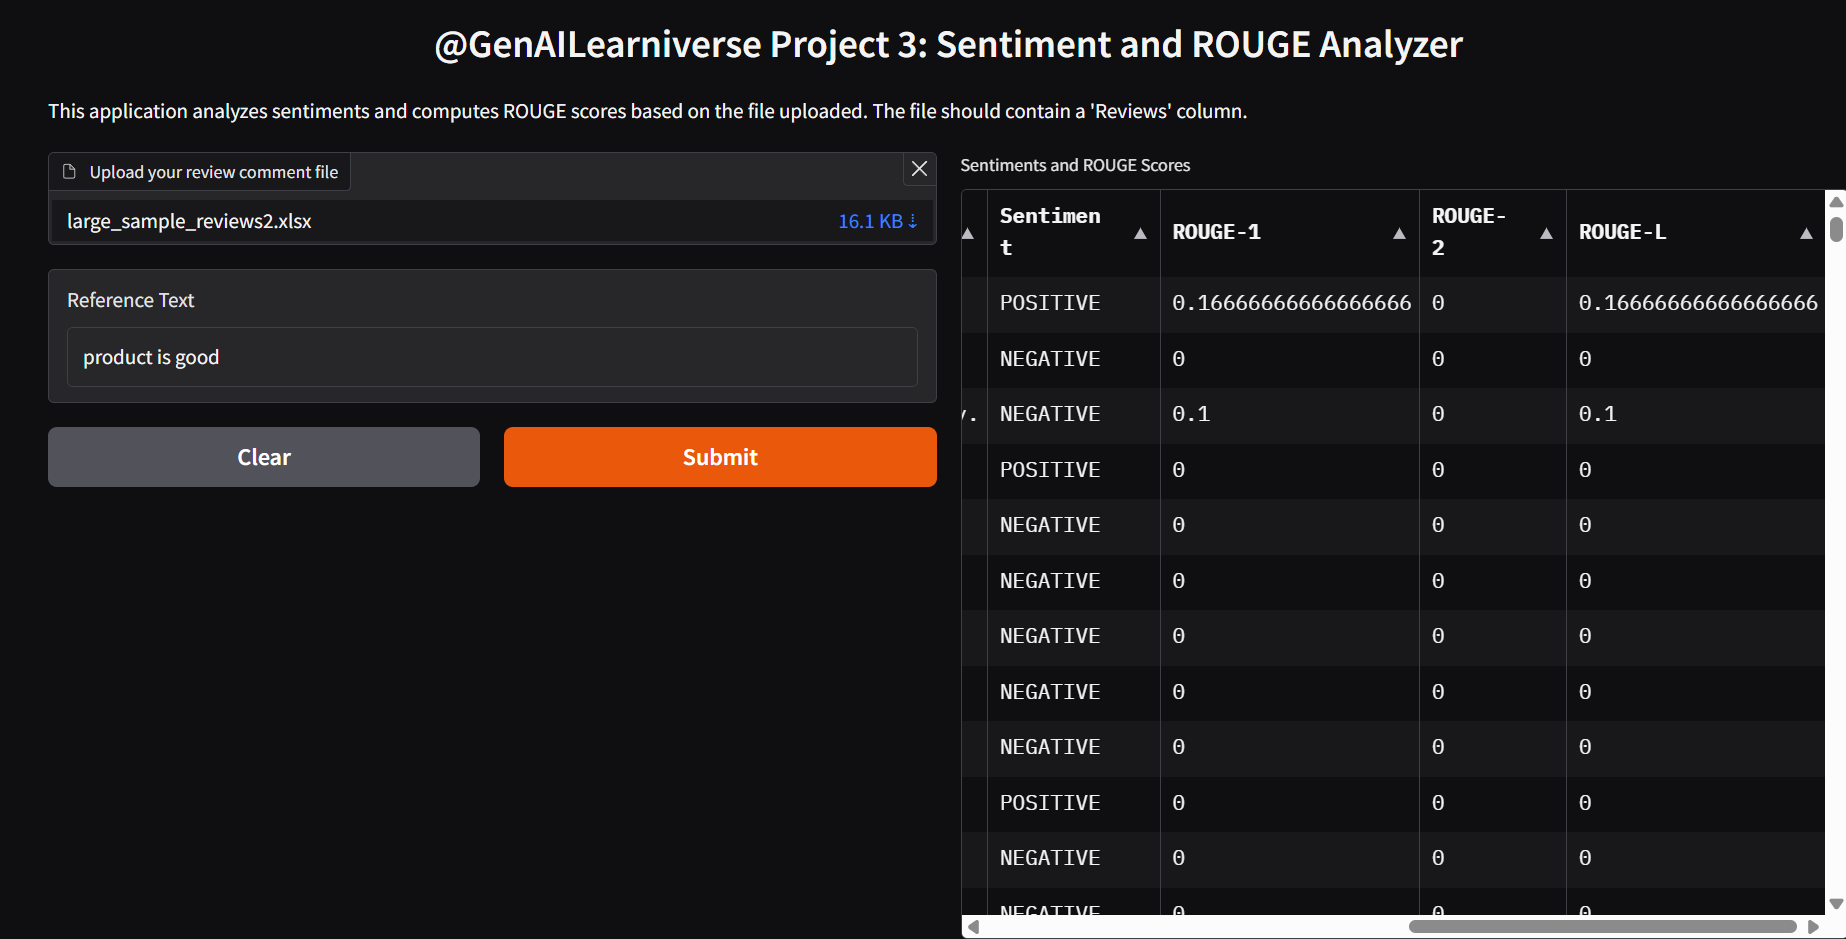 @GenAILearniverse Project 3: Sentiment and ROUGE Analyzer
This application analyzes sentiments and computes ROUGE scores based on the file uploaded. The file should contain a 'Reviews' column.
Upload your review comment file
large_sample_reviews2.xlsx 16.1 KB ⇣
Reference Text
product is good
Clear Submit
Sentiments and ROUGE Scores
Sentimen
t
ROUGE-1
ROUGE-
2
ROUGE-L
POSITIVE 0.16666666666666666 0 0.16666666666666666
NEGATIVE 0 0 0
y. NEGATIVE 0.1 0 0.1
POSITIVE 0 0 0
NEGATIVE 0 0 0
NEGATIVE 0 0 0
NEGATIVE 0 0 0
NEGATIVE 0 0 0
NEGATIVE 0 0 0
POSITIVE 0 0 0
NEGATIVE 0 0 0
NEGATIVE 0 0 0